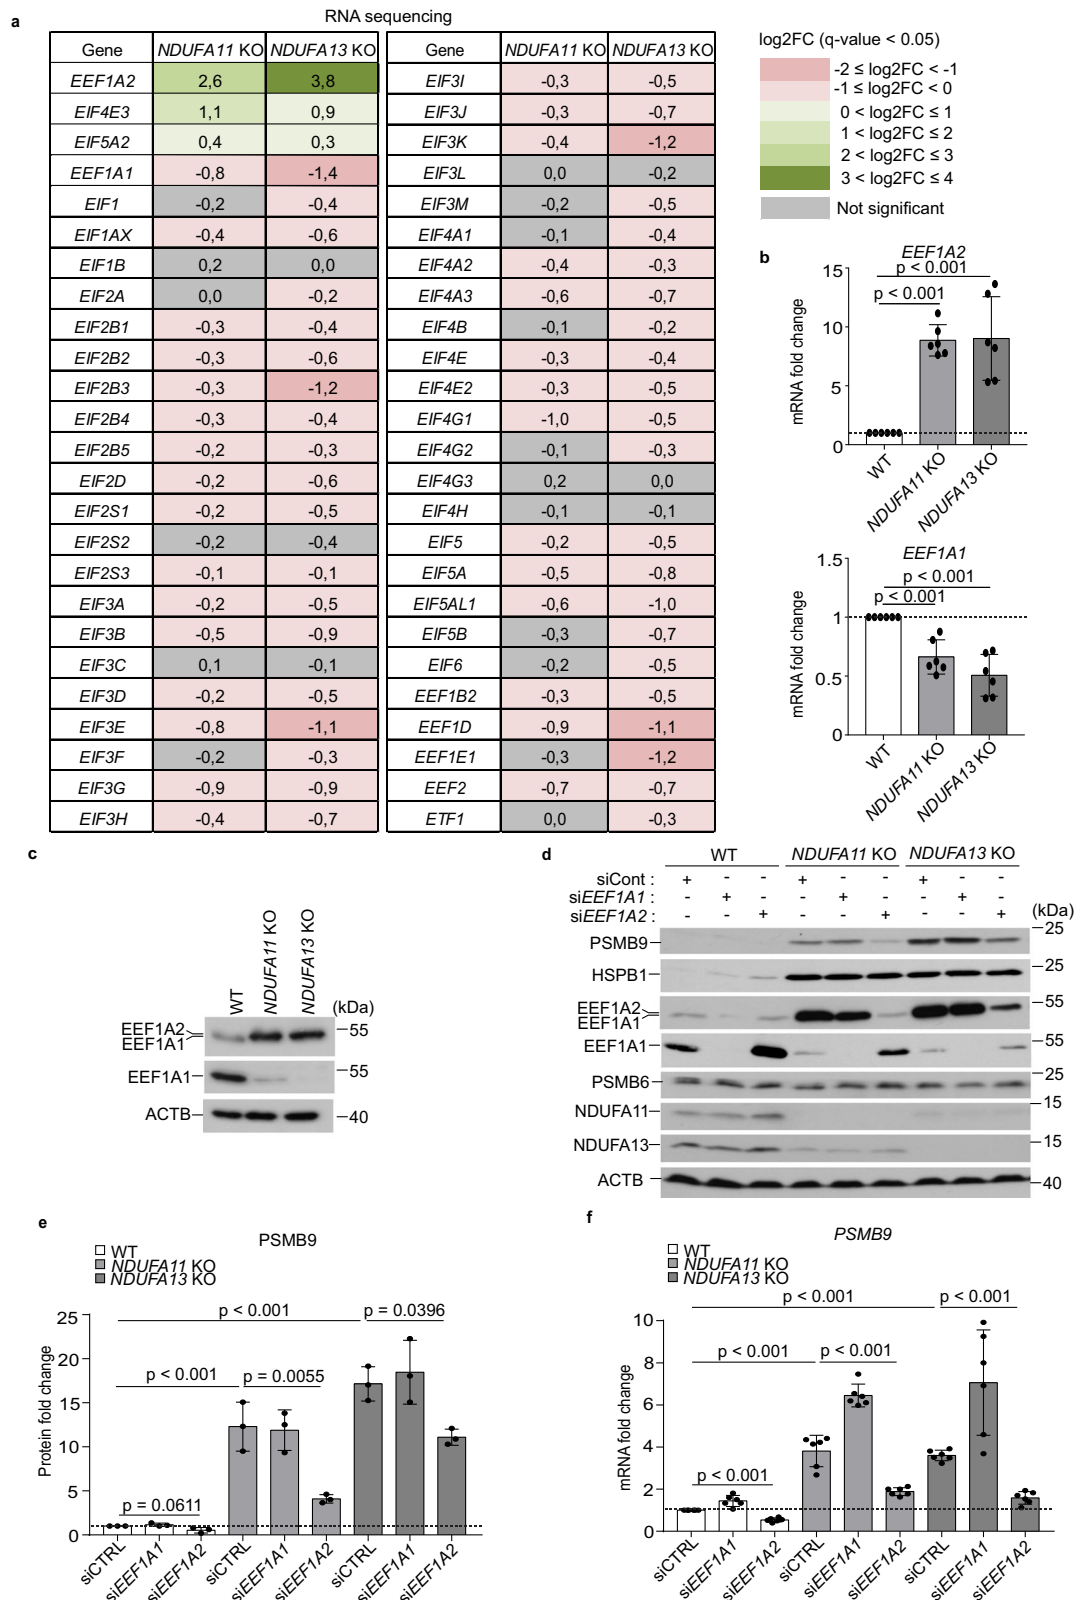 a
RNA sequencing
Gene NDUFA11 KO NDUFA13 KO Gene NDUFA11 KO NDUFA13 KO
EEF1A2 2,6 3,8 EIF3I -0,3 -0,5
EIF4E3 1,1 0,9 EIF3J -0,3 -0,7
EIF5A2 0,4 0,3 EIF3K -0,4 -1,2
EEF1A1 -0,8 -1,4 EIF3L 0,0 -0,2
EIF1 -0,2 -0,4 EIF3M -0,2 -0,5
EIF1AX -0,4 -0,6 EIF4A1 -0,1 -0,4
EIF1B 0,2 0,0 EIF4A2 -0,4 -0,3
EIF2A 0,0 -0,2 EIF4A3 -0,6 -0,7
EIF2B1 -0,3 -0,4 EIF4B -0,1 -0,2
EIF2B2 -0,3 -0,6 EIF4E -0,3 -0,4
EIF2B3 -0,3 -1,2 EIF4E2 -0,3 -0,5
EIF2B4 -0,3 -0,4 EIF4G1 -1,0 -0,5
EIF2B5 -0,2 -0,3 EIF4G2 -0,1 -0,3
EIF2D -0,2 -0,6 EIF4G3 0,2 0,0
EIF2S1 -0,2 -0,5 EIF4H -0,1 -0,1
EIF2S2 -0,2 -0,4 EIF5 -0,2 -0,5
EIF2S3 -0,1 -0,1 EIF5A -0,5 -0,8
EIF3A -0,2 -0,5 EIF5AL1 -0,6 -1,0
EIF3B -0,5 -0,9 EIF5B -0,3 -0,7
EIF3C 0,1 -0,1 EIF6 -0,2 -0,5
EIF3D -0,2 -0,5 EEF1B2 -0,3 -0,5
EIF3E -0,8 -1,1 EEF1D -0,9 -1,1
EIF3F -0,2 -0,3 EEF1E1 -0,3 -1,2
EIF3G -0,9 -0,9 EEF2 -0,7 -0,7
EIF3H -0,4 -0,7 ETF1 0,0 -0,3
log2FC (q-value < 0.05)
-2 ≤ log2FC < -1
-1 ≤ log2FC < 0
0 < log2FC ≤ 1
1 < log2FC ≤ 2
2 < log2FC ≤ 3
3 < log2FC ≤ 4
Not significant
b
EEF1A2
p < 0.001
p < 0.001
mRNA fold change
15
10
5
0
WT NDUFA11 KO NDUFA13 KO
EEF1A1
p < 0.001
p < 0.001
mRNA fold change
1.5
1
0.5
0
WT NDUFA11 KO NDUFA13 KO
c
WT NDUFA11 KO NDUFA13 KO (kDa)
EEF1A2 55
EEF1A1
EEF1A1 55
ACTB 40
d
WT NDUFA11 KO NDUFA13 KO
siCont : + - - + - - + - -
siEEF1A1 : - + - - + - - + -
siEEF1A2 : - - + - - + - - +
(kDa)
PSMB9 25
HSPB1 25
EEF1A2 55
EEF1A1
EEF1A1 55
PSMB6 25
NDUFA11 15
NDUFA13 15
ACTB 40
e
PSMB9
WT
NDUFA11 KO
NDUFA13 KO
p < 0.001 p = 0.0396
p < 0.001 p = 0.0055
p = 0.0611
Protein fold change
25
20
15
10
5
0
siCTRL siEEF1A1 siEEF1A2 siCTRL siEEF1A1 siEEF1A2 siCTRL siEEF1A1 siEEF1A2
f
PSMB9
WT
NDUFA11 KO
NDUFA13 KO
p < 0.001 p < 0.001
p < 0.001 p < 0.001
p < 0.001
mRNA fold change
10
8
6
4
2
0
siCTRL siEEF1A1 siEEF1A2 siCTRL siEEF1A1 siEEF1A2 siCTRL siEEF1A1 siEEF1A2